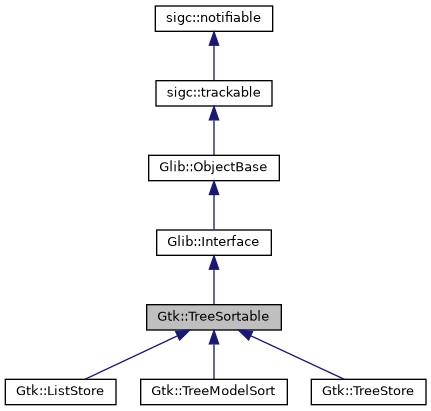 sigc::notifiable
sigc::trackable
Glib::ObjectBase
Glib::Interface
Gtk::TreeSortable
Gtk::ListStore
Gtk::TreeModelSort
Gtk::TreeStore